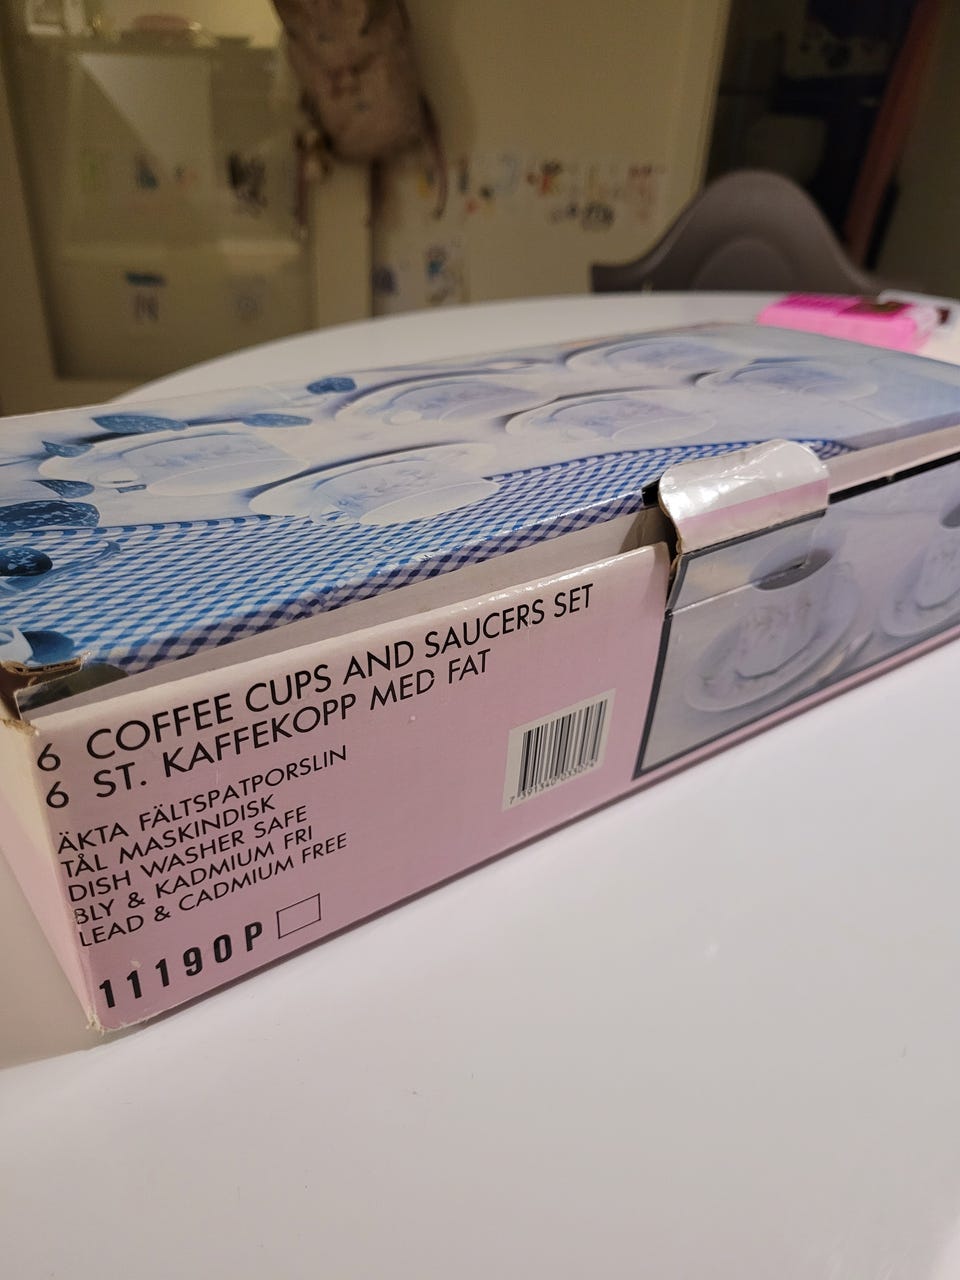 6 COFFEE CUPS AND SAUCERS SET
6 ST. KAFFEKOPP MED FAT
ÄKTA FÄLTSPATPORSLIN
TÅL MASKINDISK
DISH WASHER SAFE
BLY & KADMIUM FRI
LEAD & CADMIUM FREE
11190P